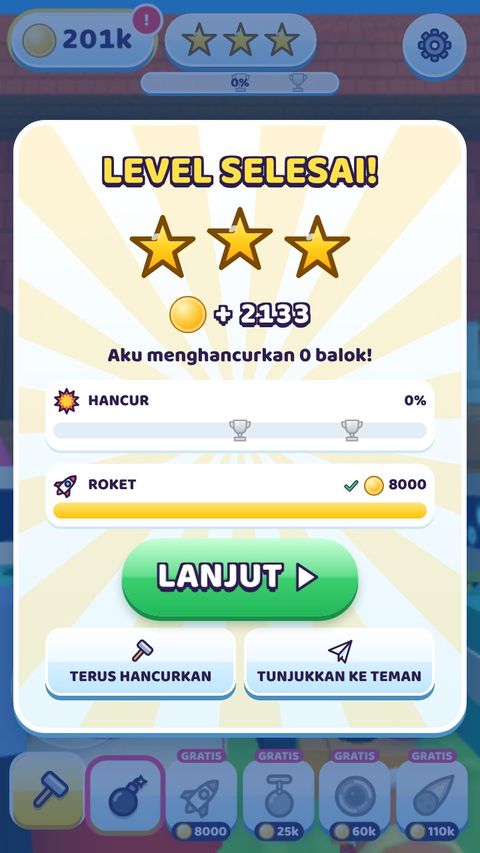 201k
!
0%
LEVEL SELESAI!
+ 2133
Aku menghancurkan 0 balok!
HANCUR 0%
ROKET 8000
LANJUT
TERUS HANCURKAN TUNJUKKAN KE TEMAN
GRATIS GRATIS GRATIS GRATIS
8000 25k 60k 110k